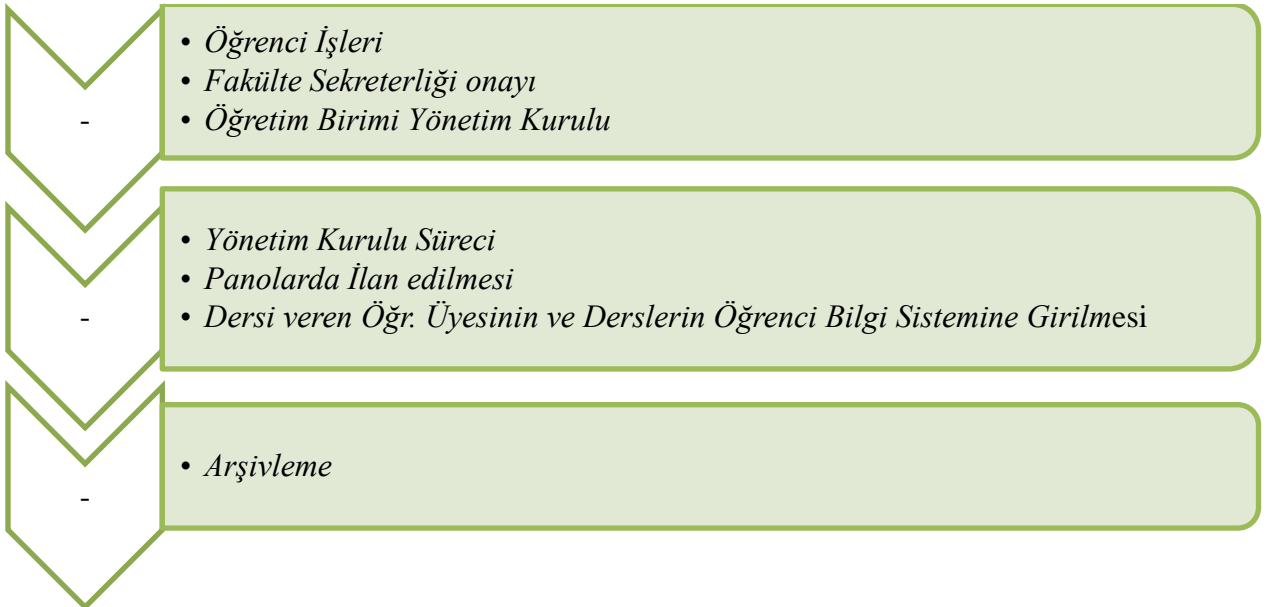 -
• Öğrenci İşleri
• Fakülte Sekreterliği onayı
• Öğretim Birimi Yönetim Kurulu
-
• Yönetim Kurulu Süreci
• Panolarda İlan edilmesi
• Dersi veren Öğr. Üyesinin ve Derslerin Öğrenci Bilgi Sistemine Girilmesi
-
• Arşivleme